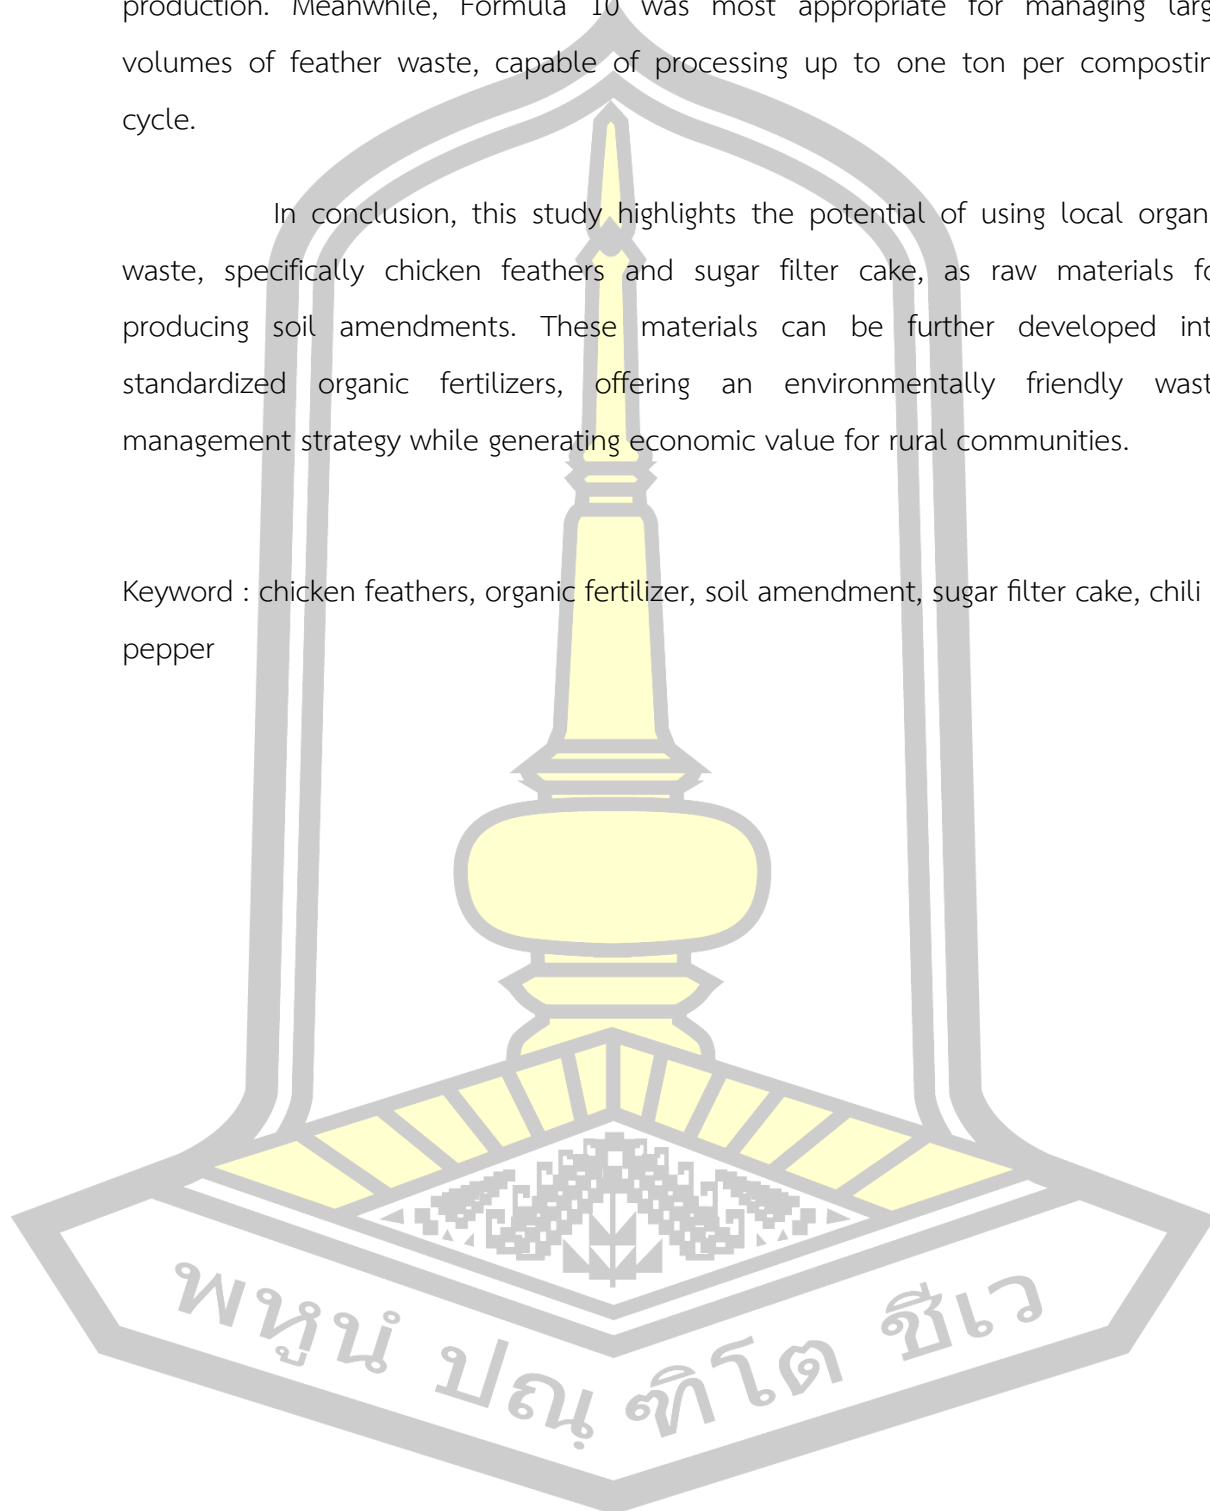 production. Meanwhile, Formula 10 was most appropriate for managing larg
volumes of feather waste, capable of processing up to one ton per compostin
cycle.
In conclusion, this study highlights the potential of using local organ
waste, specifically chicken feathers and sugar filter cake, as raw materials fo
producing soil amendments. These materials can be further developed int
standardized organic fertilizers, offering an environmentally friendly wast
management strategy while generating economic value for rural communities.
Keyword : chicken feathers, organic fertilizer, soil amendment, sugar filter cake, chili
pepper
พหูนํ ปณฺ ฑิโต ชีเว